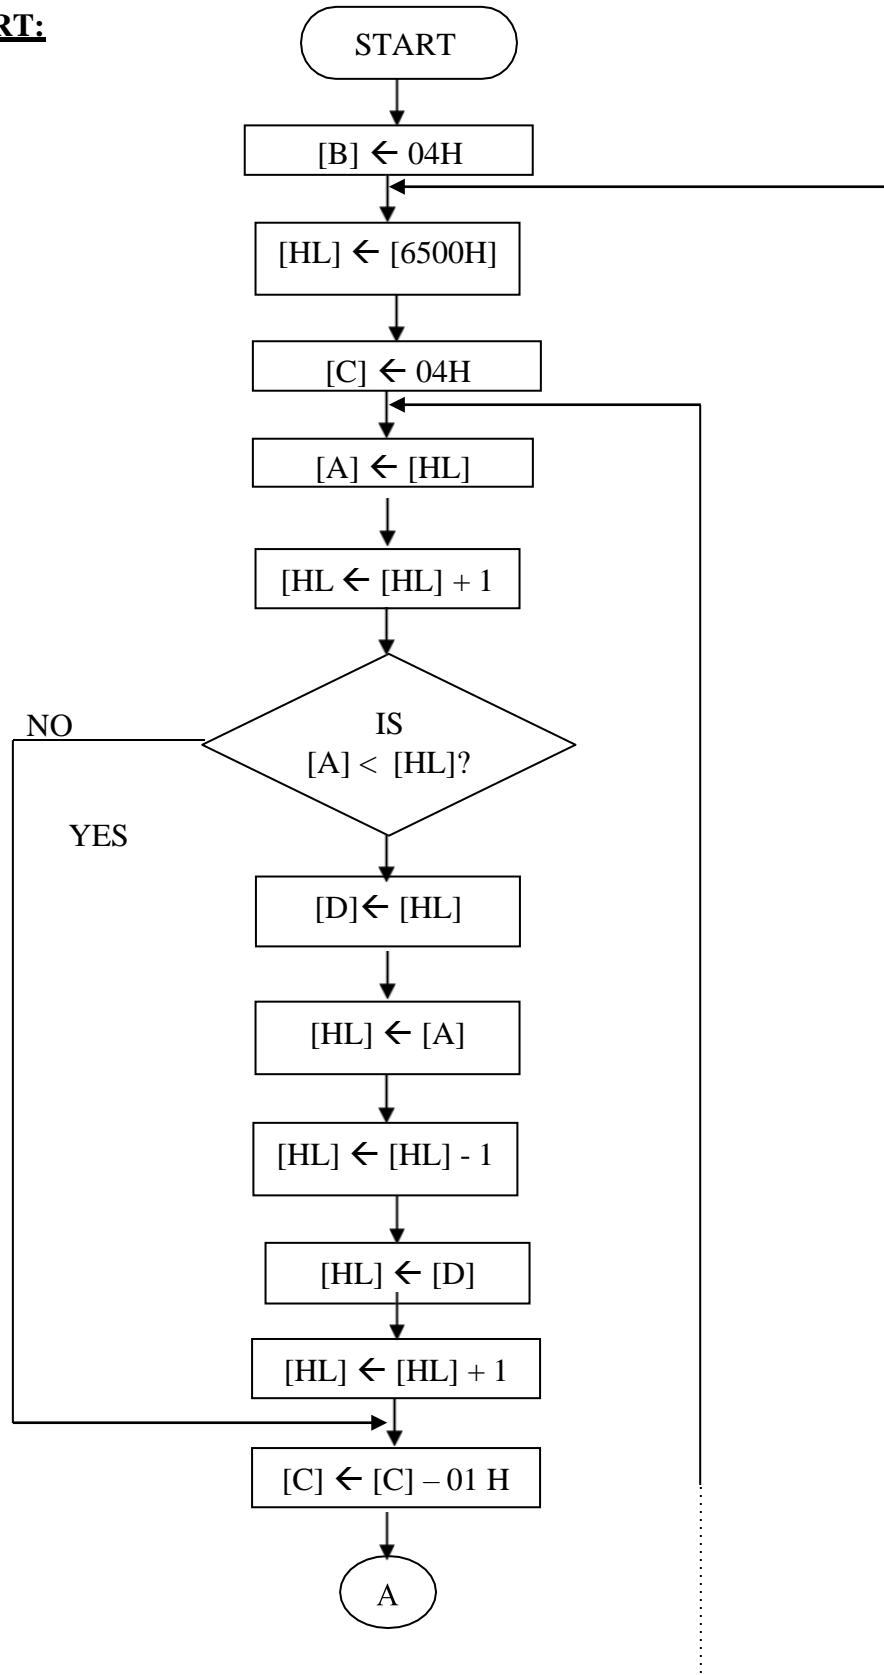 RT:
START
[B] ← 04H
[HL] ← [6500H]
[C] ← 04H
[A] ← [HL]
[HL ← [HL] + 1
NO
IS
[A] < [HL]?
YES
[D] ← [HL]
[HL] ← [A]
[HL] ← [HL] - 1
[HL] ← [D]
[HL] ← [HL] + 1
[C] ← [C] – 01 H
A